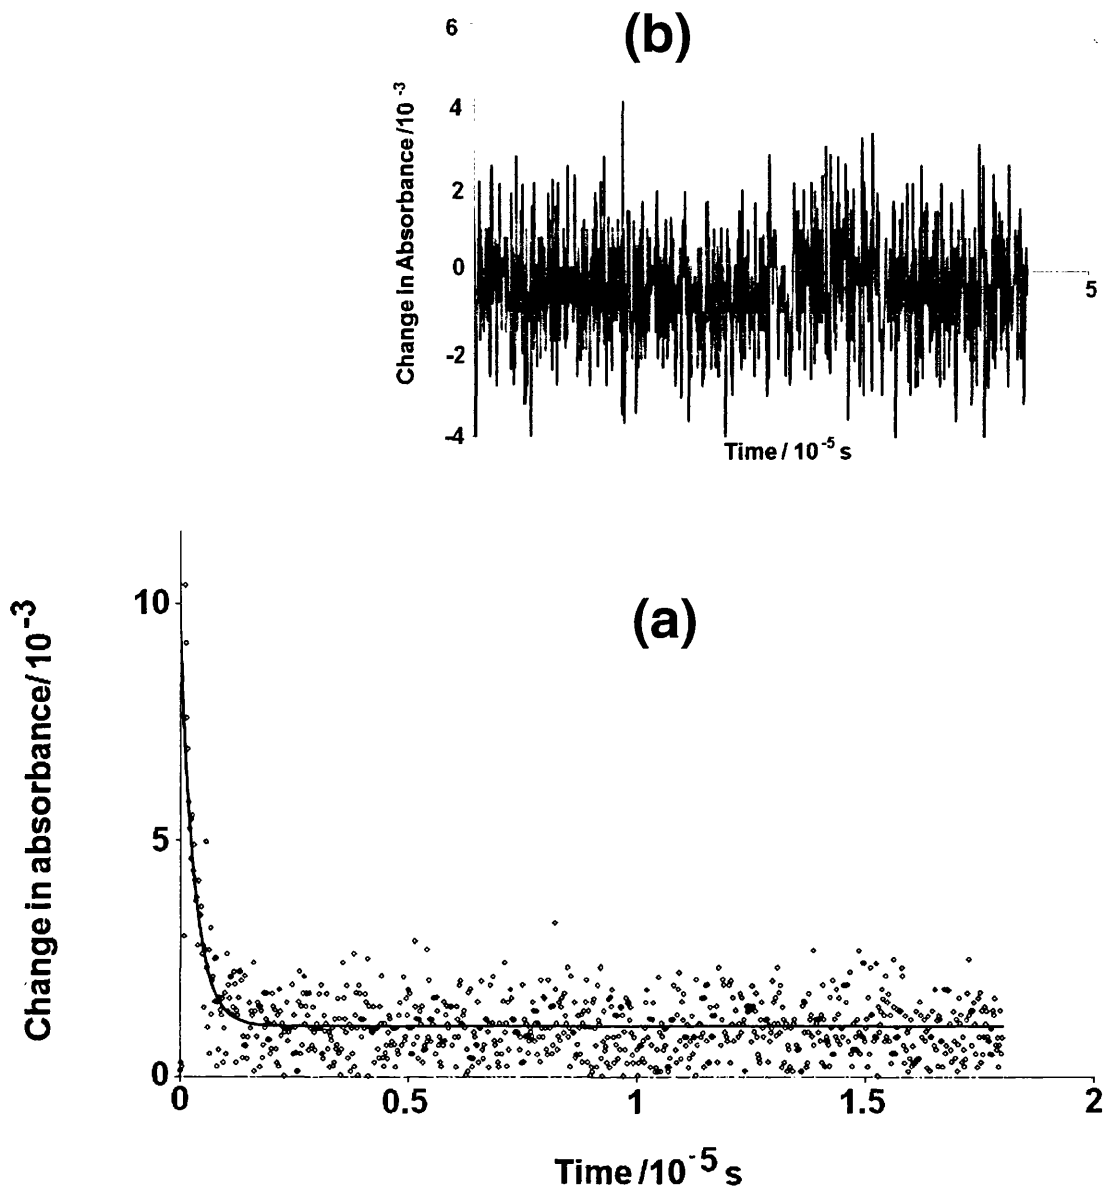 (b)
6
4
2
0
-2
-4
Change in Absorbance /10⁻³
5
Time / 10⁻⁵ s
(a)
10
5
0
Change in absorbance/ 10⁻³
0 0.5 1 1.5 2
Time /10⁻⁵ s